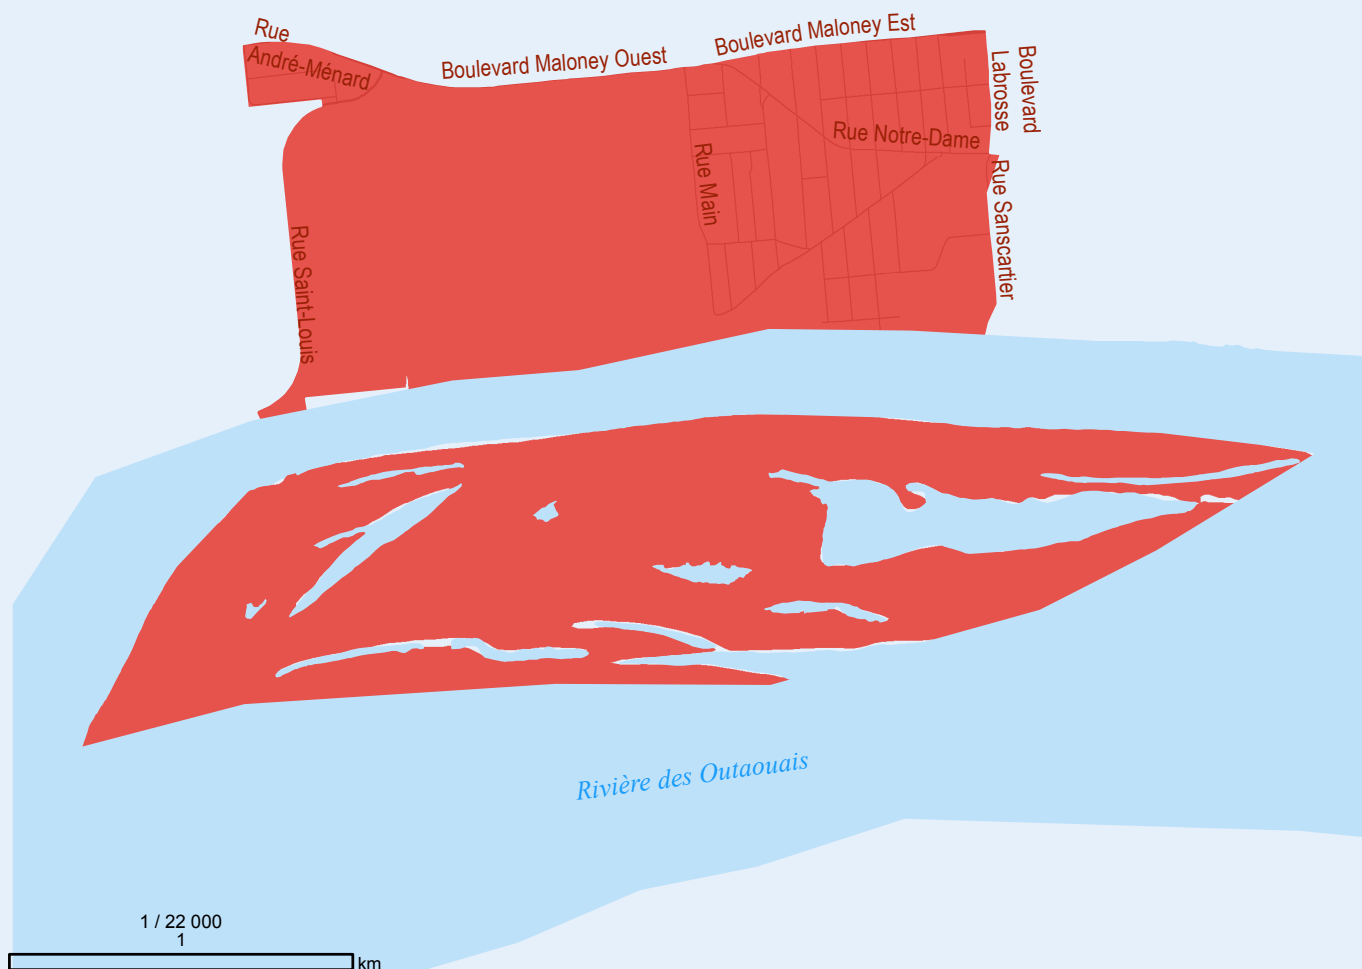 Rue
André-Ménard
Boulevard Maloney Ouest
Boulevard Maloney Est
Boulevard
Labrosse
Rue Notre-Dame
Rue Main
Rue Sanscartier
Rue Saint-Louis
Rivière des Outaouais
1 / 22 000
1
km